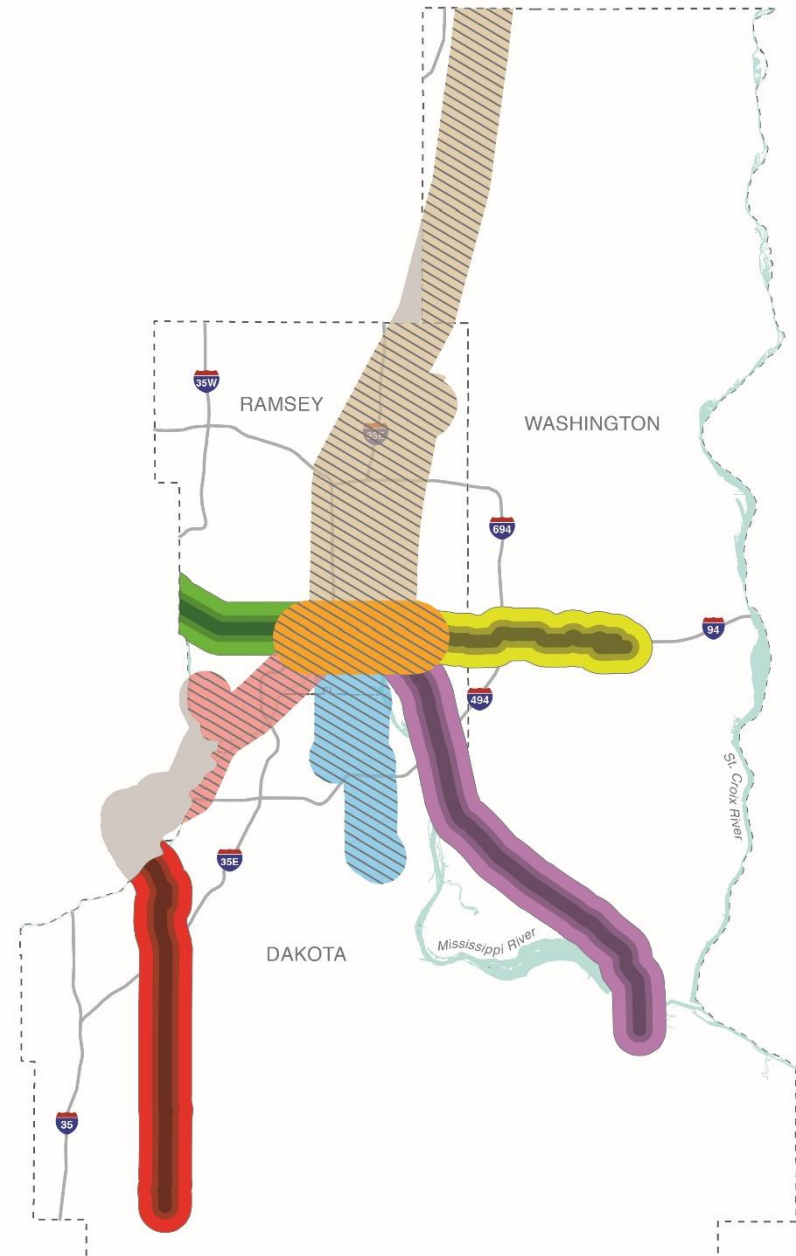 35W
RAMSEY
35E
WASHINGTON
694
94
494
St. Croix River
35E
Mississippi River
DAKOTA
35